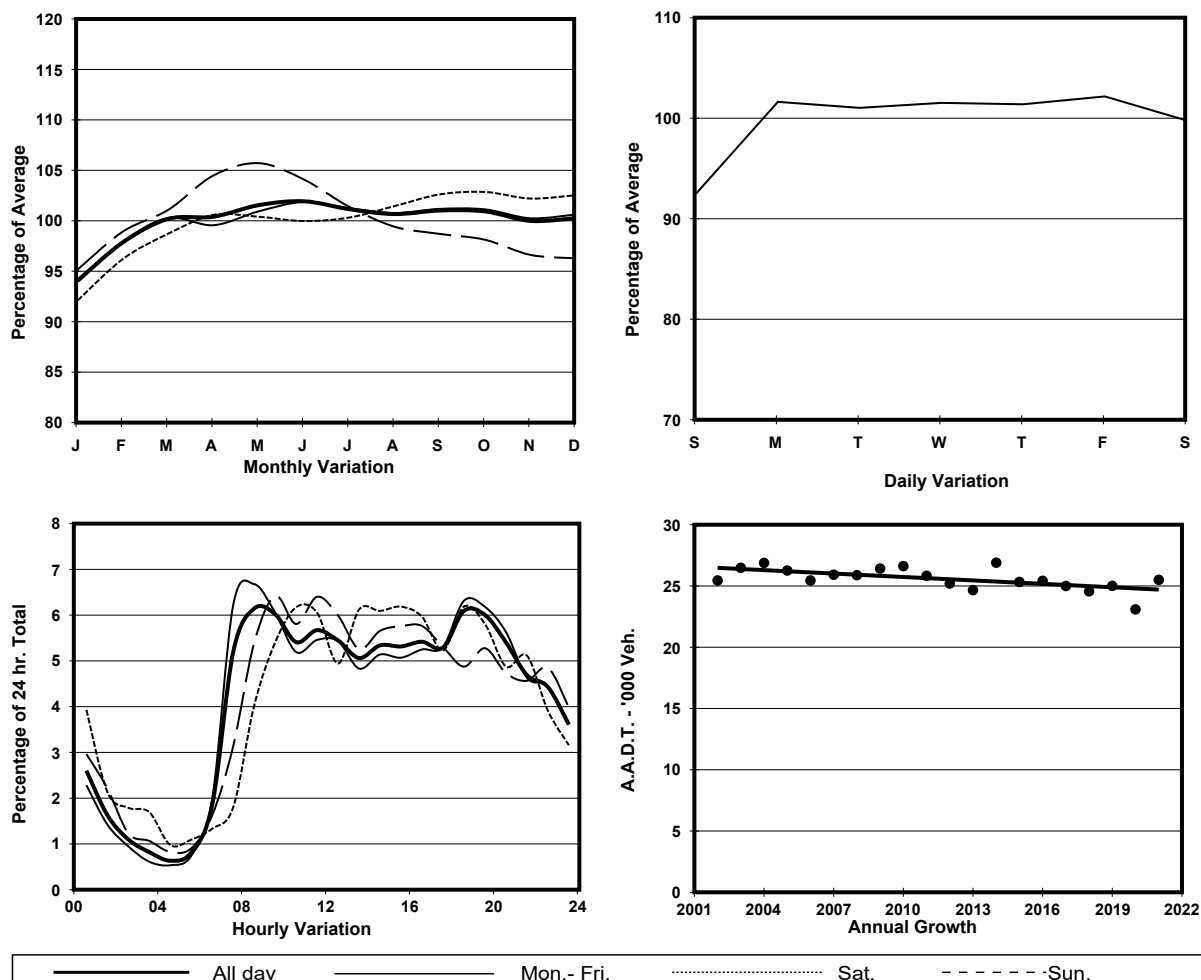 120
115
110
105
100
95
90
85
80
Percentage of Average
J F M A M J J A S O N D
Monthly Variation
110
100
90
80
70
Percentage of Average
S M T W T F S
Daily Variation
8
7
6
5
4
3
2
1
0
Percentage of 24 hr. Total
00 04 08 12 16 20 24
Hourly Variation
30
25
20
15
10
5
0
A.A.D.T. - '000 Veh.
2001 2004 2007 2010 2013 2016 2019 2022
Annual Growth
All day Mon.- Fri. Sat. Sun.